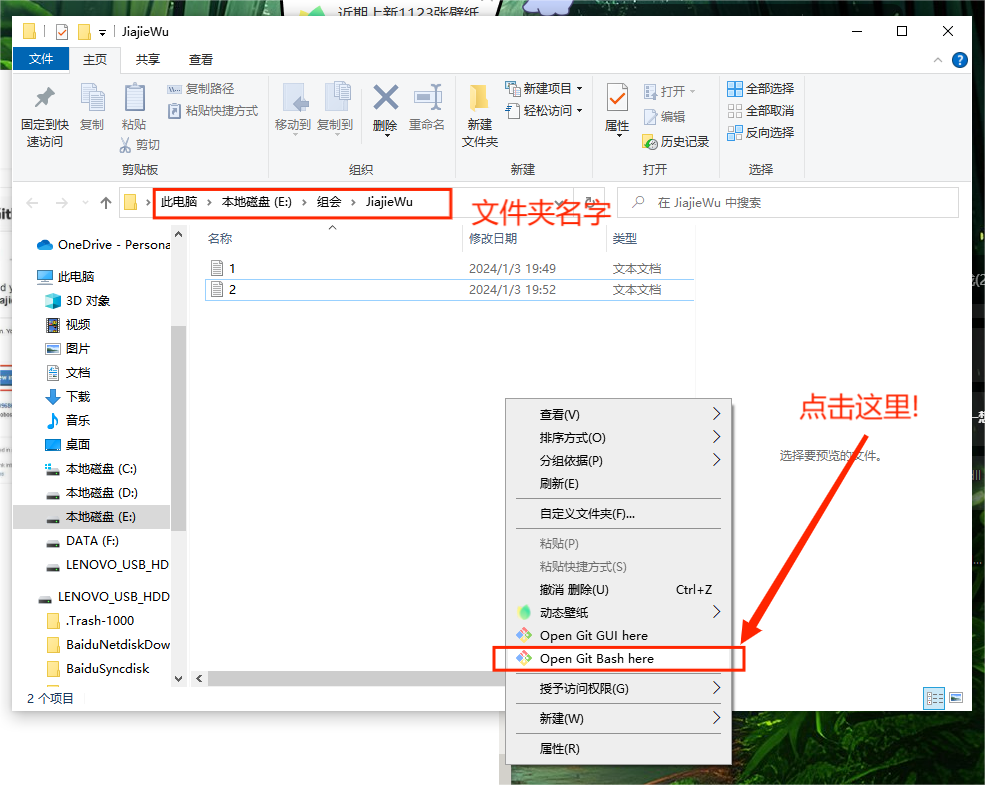 近期上新1123张壁纸
JiajieWu
文件 主页 共享 查看
固定到快速访问
复制
粘贴
复制路径
粘贴快捷方式
剪切
剪贴板
移动到 复制到 删除 重命名
组织
新建文件夹
新建项目
轻松访问
新建
属性
打开
编辑
历史记录
打开
全部选择
全部取消
反向选择
选择
此电脑 > 本地磁盘 (E:) > 组会 > JiajieWu
文件夹名字
在 JiajieWu 中搜索
名称 修改日期 类型
1 2024/1/3 19:49 文本文档
2 2024/1/3 19:52 文本文档
OneDrive - Persona
此电脑
3D 对象
视频
图片
文档
下载
音乐
桌面
本地磁盘 (C:)
本地磁盘 (D:)
本地磁盘 (E:)
DATA (F:)
LENOVO_USB_HD
LENOVO_USB_HDD
.Trash-1000
BaiduNetdiskDow
BaiduSyncdisk
2 个项目
点击这里!
选择要预览的文件。
查看(V)
排序方式(O)
分组依据(P)
刷新(E)
自定义文件夹(F)...
粘贴(P)
粘贴快捷方式(S)
撤消 删除(U) Ctrl+Z
动态壁纸
Open Git GUI here
Open Git Bash here
授予访问权限(G)
新建(W)
属性(R)